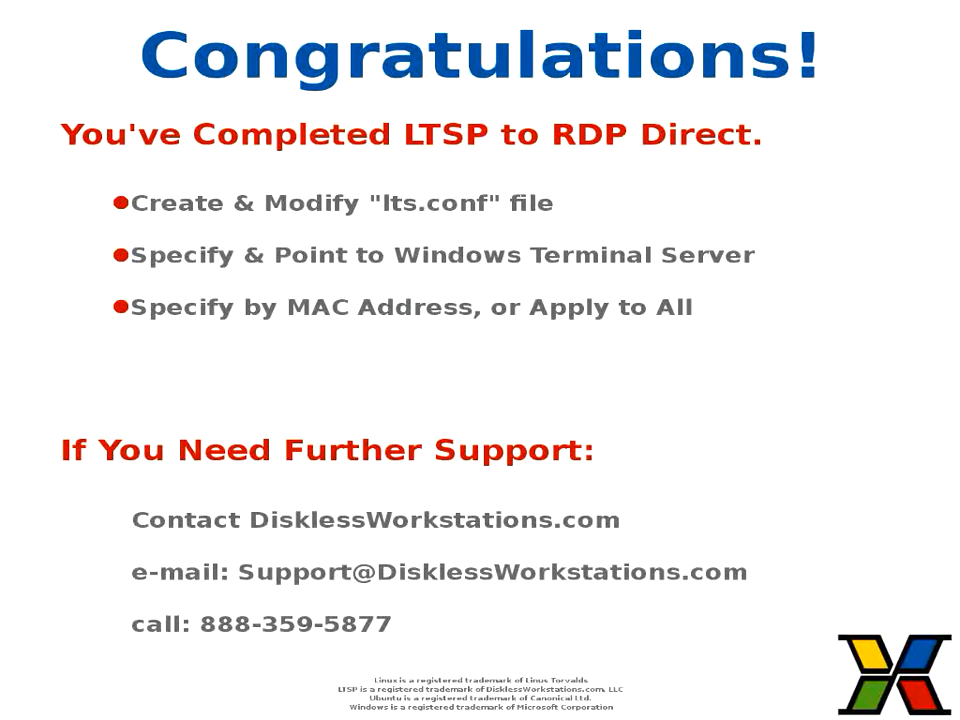 Congratulations!
You've Completed LTSP to RDP Direct.
●Create & Modify "lts.conf" file
●Specify & Point to Windows Terminal Server
●Specify by MAC Address, or Apply to All
If You Need Further Support:
Contact DisklessWorkstations.com
e-mail: Support@DisklessWorkstations.com
call: 888-359-5877
Linux is a registered trademark of Linus Torvalds
LTSP is a registered trademark of DisklessWorkstations.com, LLC
Ubuntu is a registered trademark of Canonical Ltd.
Windows is a registered trademark of Microsoft Corporation